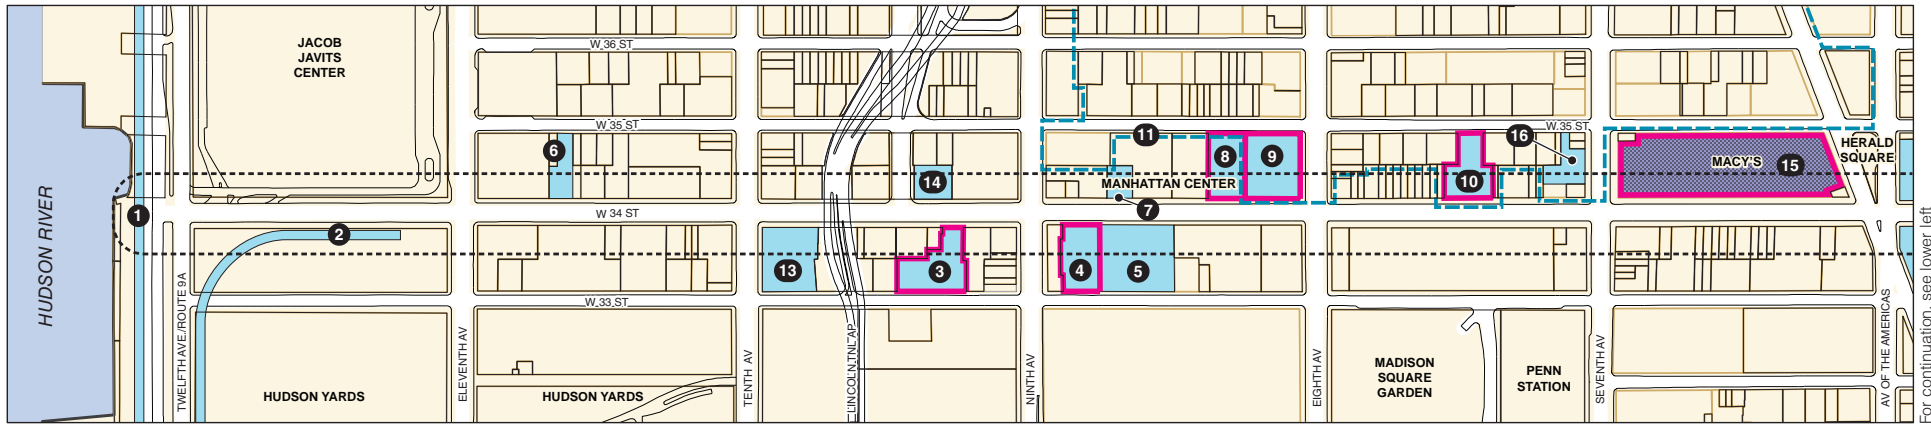 JACOB
JAVITS
CENTER
W 36 ST
W 35 ST
W 35 ST
11
16
6
8
9
MACY'S
15
HERALD
SQUARE
14
MANHATTAN CENTER
10
7
HUDSON RIVER
1
W 34 ST
2
13
3
4
5
W 33 ST
TWELFTH AVE./ROUTE 9A
ELEVENTH AV
TENTH AV
LINCOLN TNL AP
NINTH AV
EIGHTH AV
SEVENTH AV
AV OF THE AMERICAS
HUDSON YARDS
HUDSON YARDS
MADISON
SQUARE
GARDEN
PENN
STATION
For continuation, see lower left